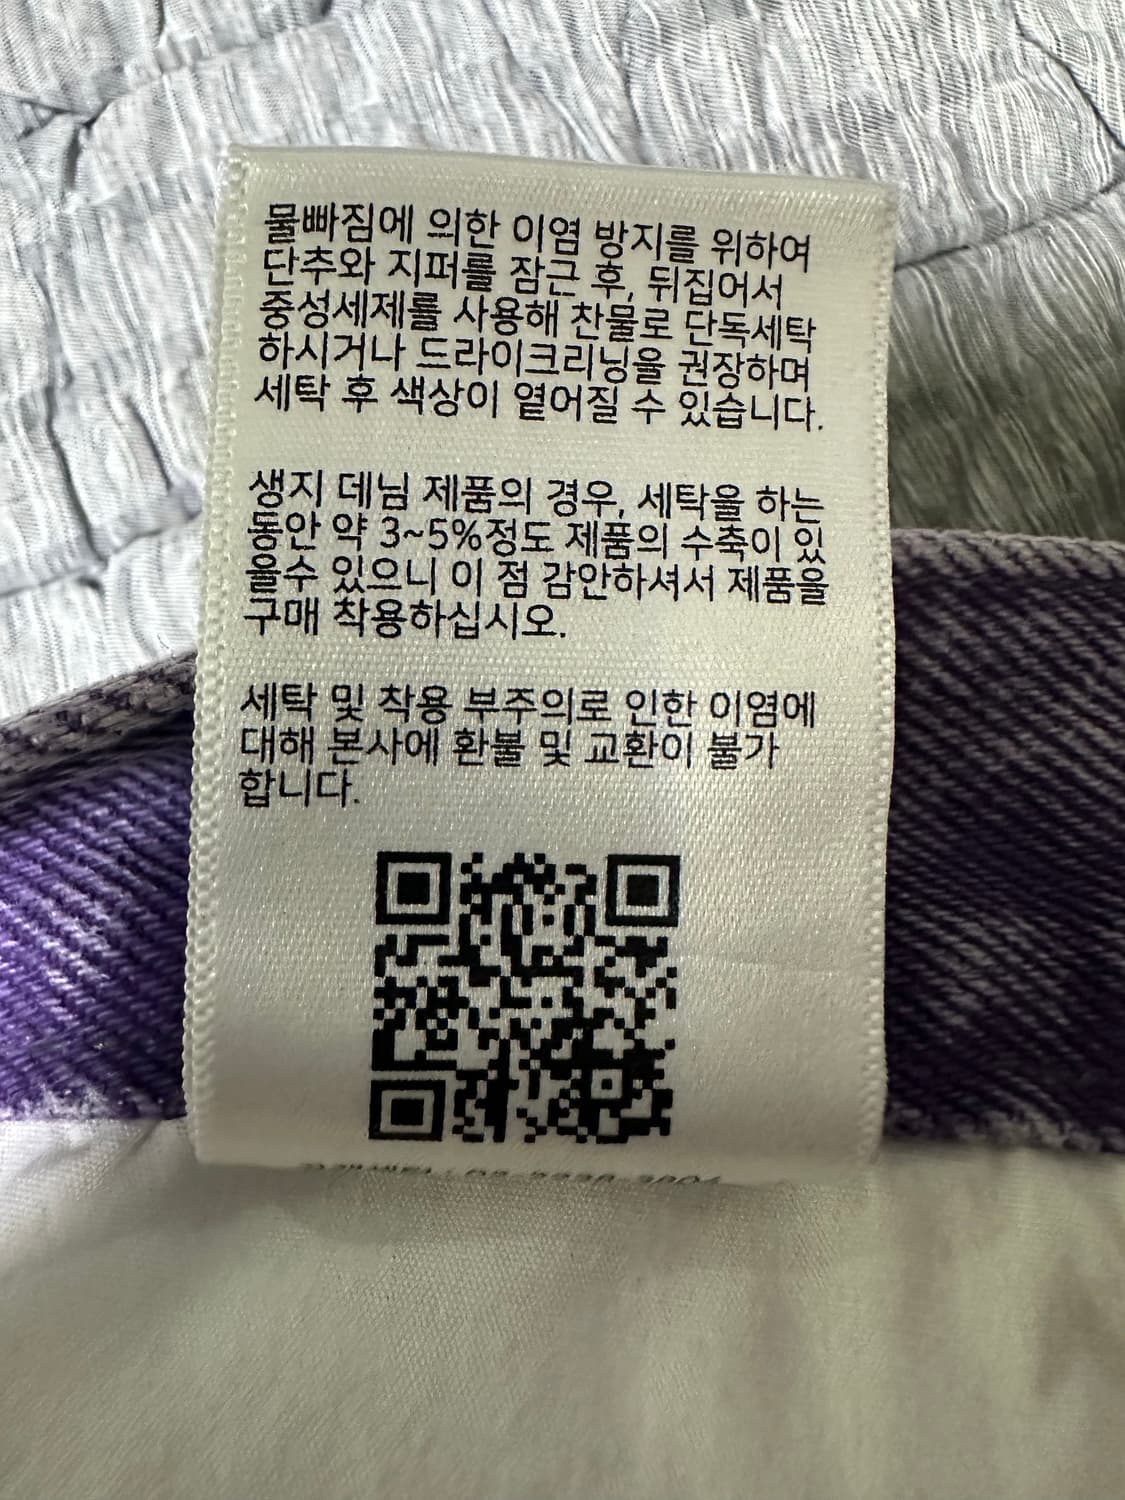 물빠짐에 의한 이염 방지를 위하여
단추와 지퍼를 잠근 후, 뒤집어서
중성세제를 사용해 찬물로 단독세탁
하시거나 드라이크리닝을 권장하며
세탁 후 색상이 옅어질 수 있습니다.
생지 데님 제품의 경우, 세탁을 하는
동안 약 3~5%정도 제품의 수축이 있
을수 있으니 이 점 감안하셔서 제품을
구매 착용하십시오.
세탁 및 착용 부주의로 인한 이염에
대해 본사에 환불 및 교환이 불가
합니다.